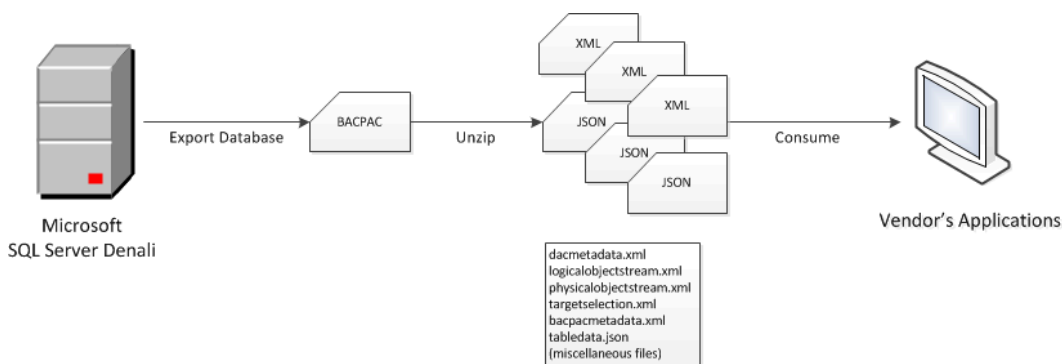 Microsoft
SQL Server Denali
Export Database
BACPAC
Unzip
XML
XML
XML
JSON
JSON
JSON
Consume
Vendor's Applications
dacmetadata.xml
logicalobjectstream.xml
physicalobjectstream.xml
targetselection.xml
bacpacmetadata.xml
tabledata.json
(miscellaneous files)